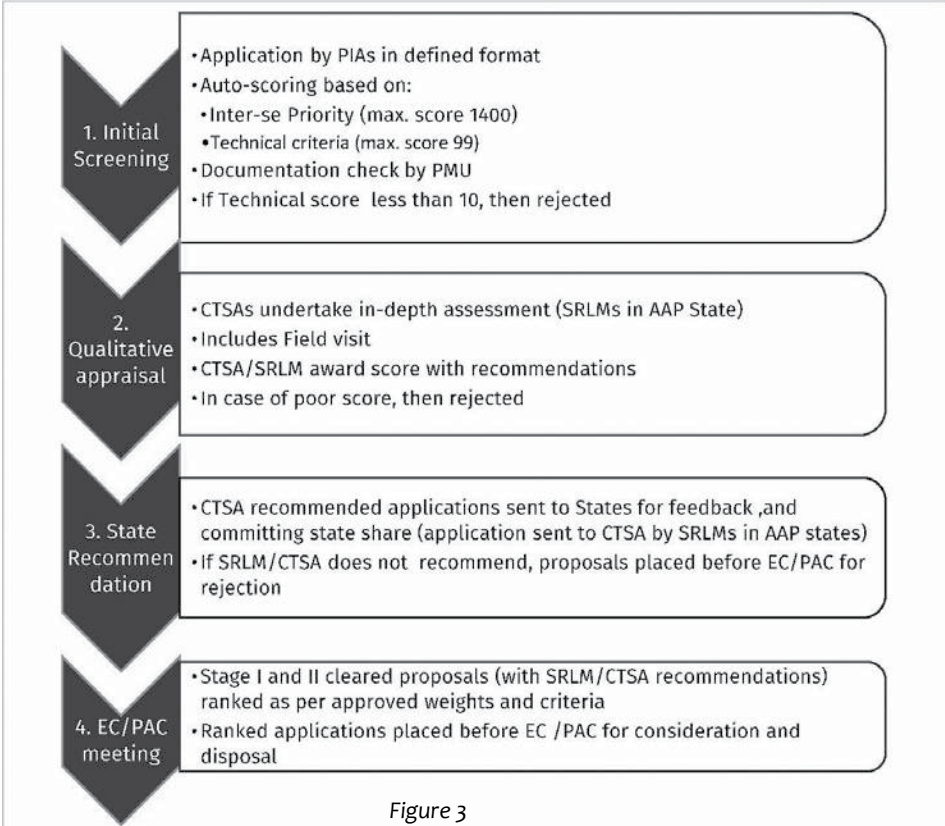 1. Initial
Screening
•Application by PIAs in defined format
•Auto-scoring based on:
•Inter-se Priority (max. score 1400)
•Technical criteria (max. score 99)
•Documentation check by PMU
•If Technical score less than 10, then rejected
2.
Qualitative
appraisal
•CTSAs undertake in-depth assessment (SRLMs in AAP State)
•Includes Field visit
•CTSA/SRLM award score with recommendations
•In case of poor score, then rejected
3. State
Recommen
dation
•CTSA recommended applications sent to States for feedback ,and
committing state share (application sent to CTSA by SRLMs in AAP states)
•If SRLM/CTSA does not recommend, proposals placed before EC/PAC for
rejection
4. EC/PAC
meeting
•Stage I and II cleared proposals (with SRLM/CTSA recommendations)
ranked as per approved weights and criteria
•Ranked applications placed before EC /PAC for consideration and
disposal
Figure 3